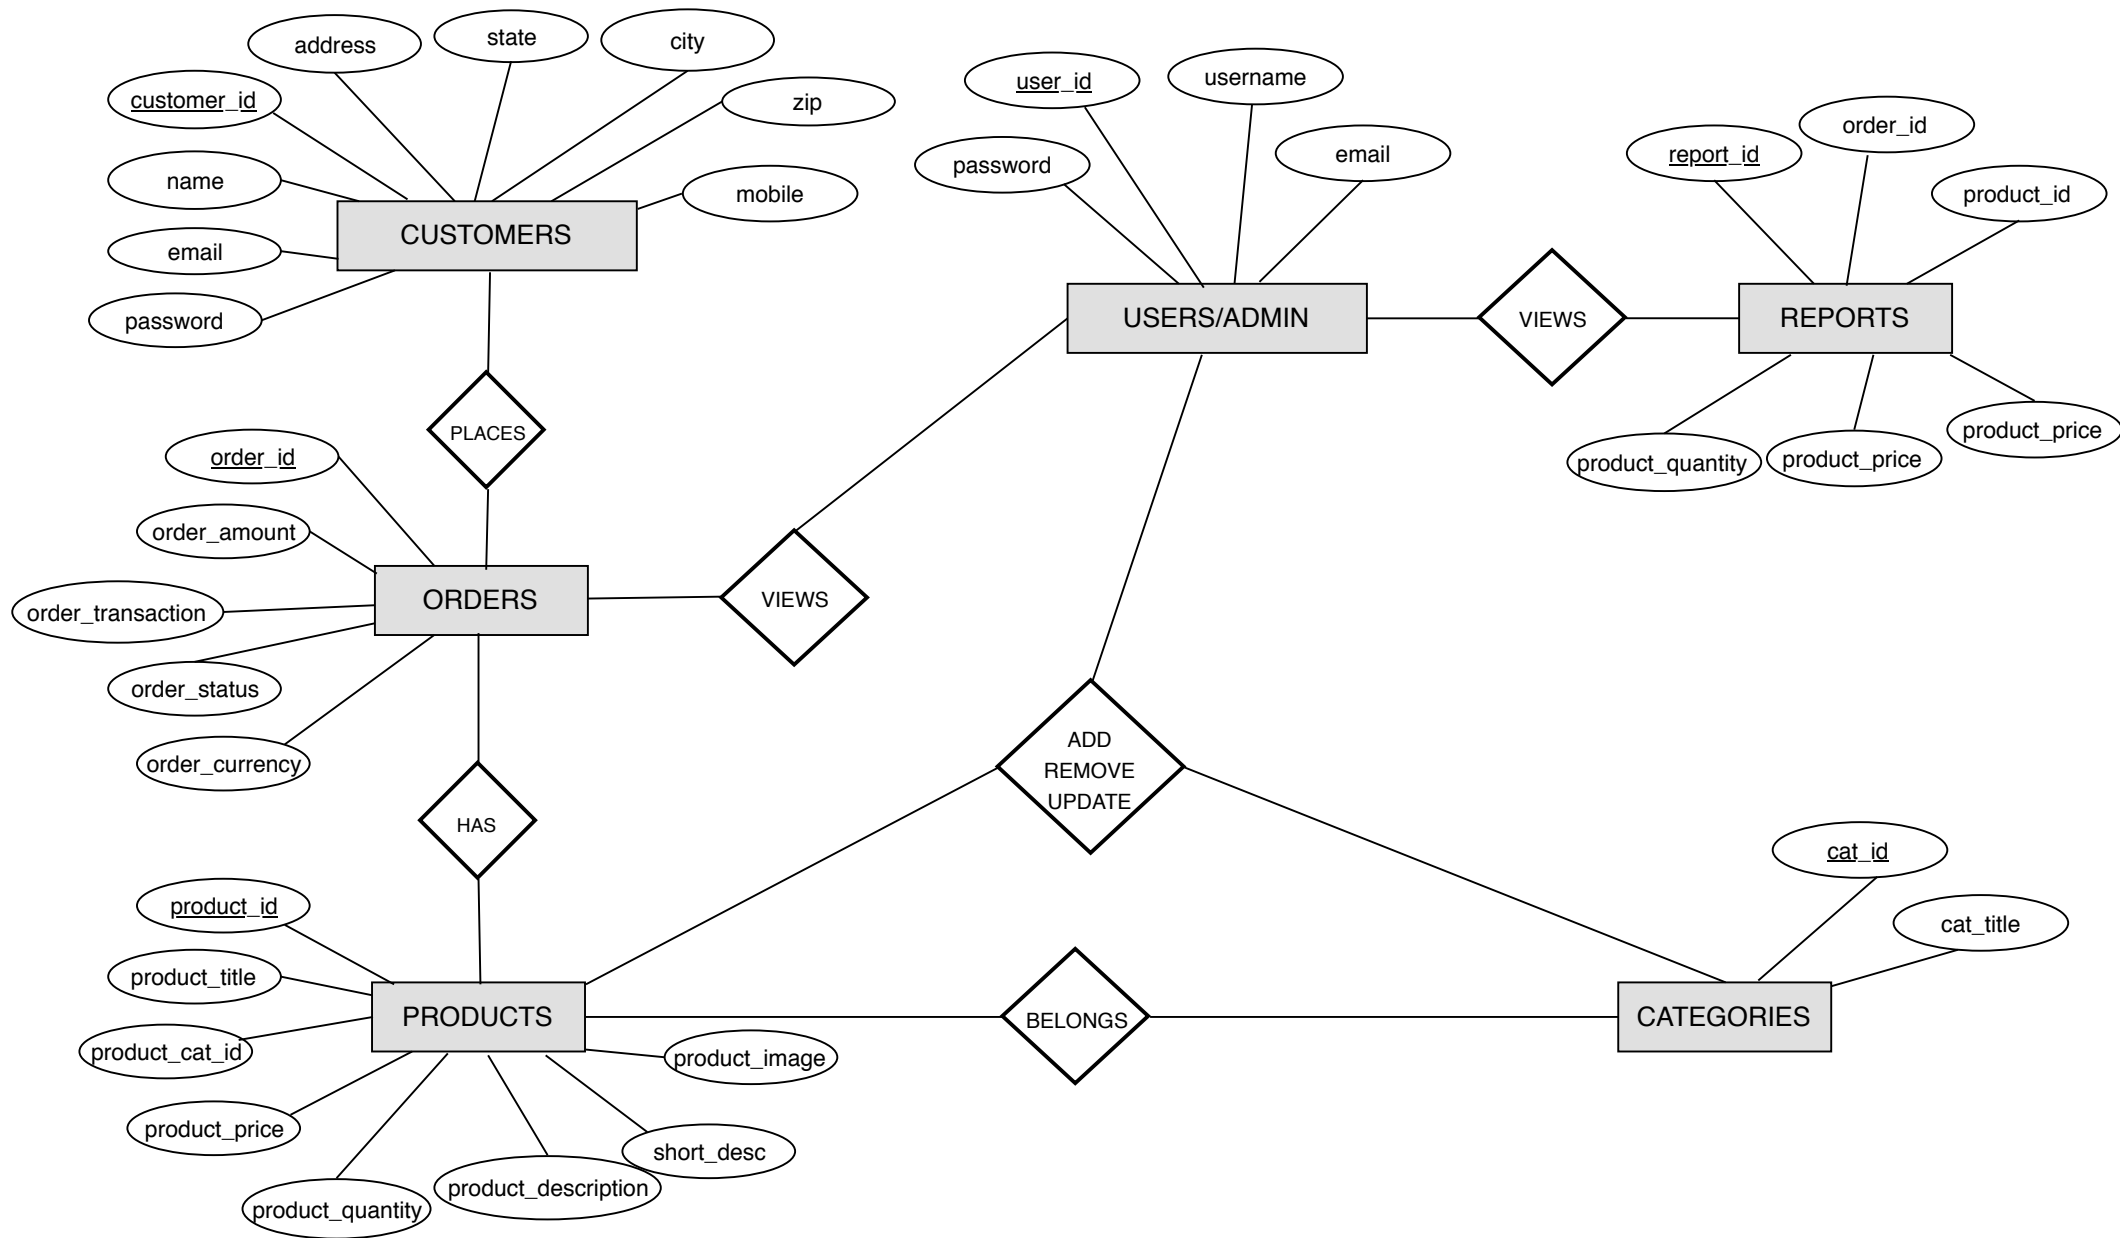 address
state
city
customer_id
zip
name
mobile
CUSTOMERS
email
password
user_id
username
password
email
USERS/ADMIN
VIEWS
report_id
order_id
product_id
REPORTS
product_quantity
product_price
product_price
PLACES
order_id
order_amount
order_transaction
ORDERS
order_status
order_currency
VIEWS
HAS
ADD
REMOVE
UPDATE
product_id
product_title
PRODUCTS
product_cat_id
product_price
product_quantity
product_description
short_desc
product_image
BELONGS
cat_id
cat_title
CATEGORIES